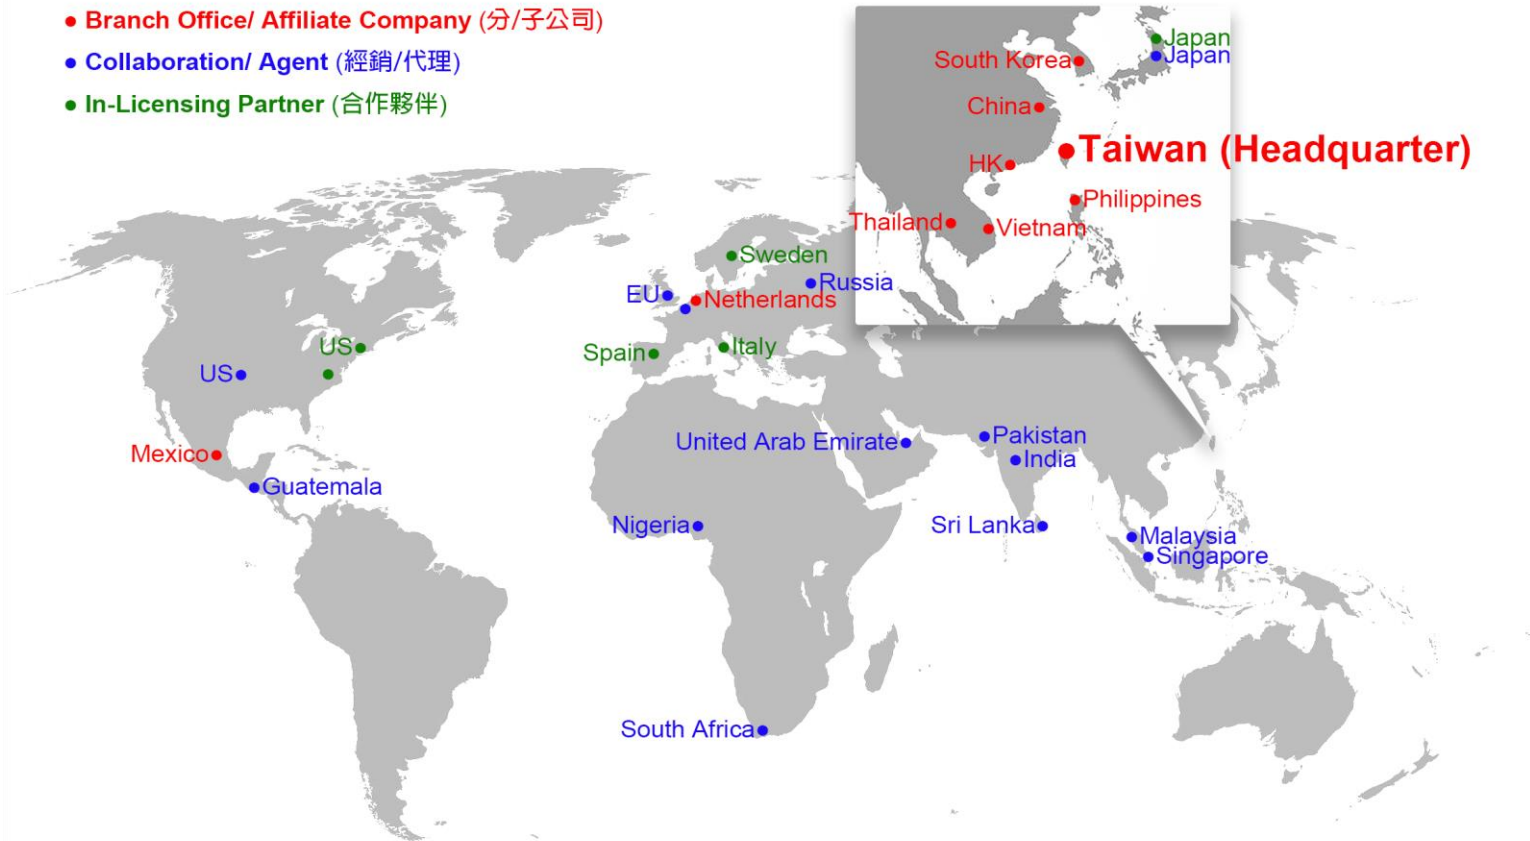 • Branch Office/ Affiliate Company (分/子公司)
• Collaboration/ Agent (經銷/代理)
• In-Licensing Partner (合作夥伴)
Japan
Japan
South Korea
China
Taiwan (Headquarter)
HK
Philippines
Thailand
Vietnam
Sweden
Russia
EU
Netherlands
US
Spain
Italy
US
United Arab Emirate
Pakistan
Mexico
India
Guatemala
Nigeria
Sri Lanka
Malaysia
Singapore
South Africa